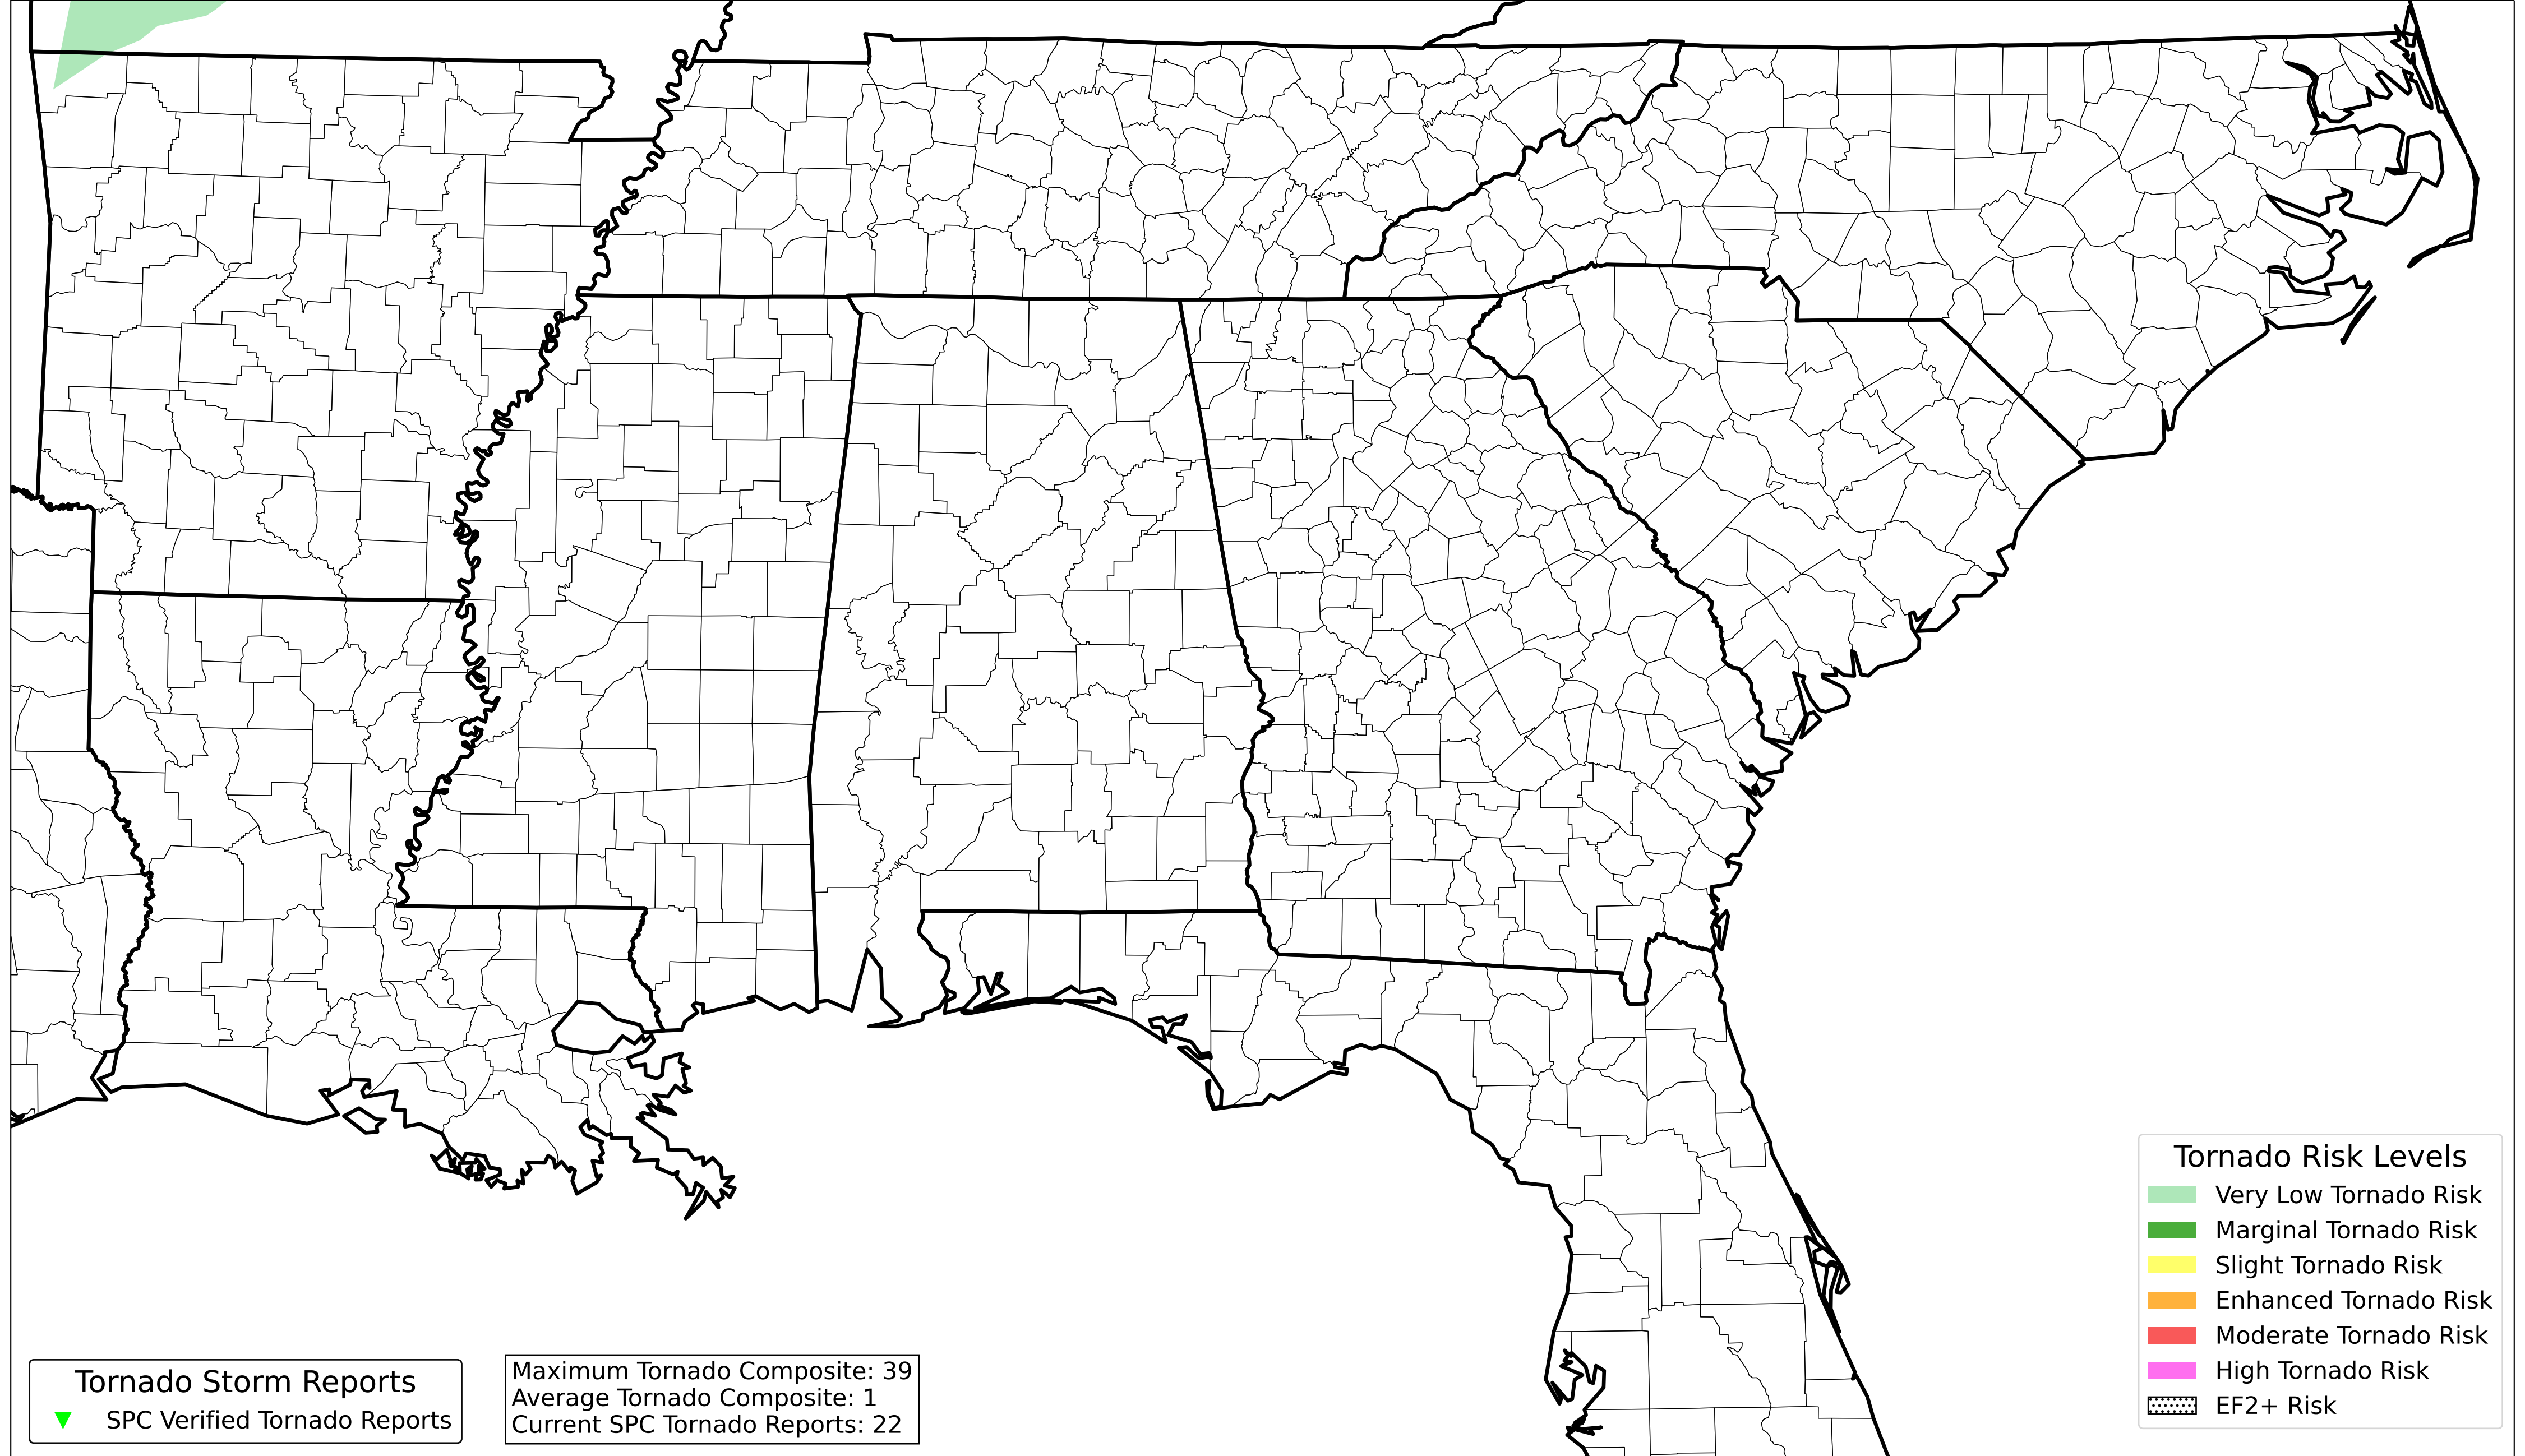 Tornado Risk Levels
Very Low Tornado Risk
Marginal Tornado Risk
Slight Tornado Risk
Enhanced Tornado Risk
Moderate Tornado Risk
High Tornado Risk
EF2+ Risk
Tornado Storm Reports
SPC Verified Tornado Reports
Maximum Tornado Composite: 39
Average Tornado Composite: 1
Current SPC Tornado Reports: 22